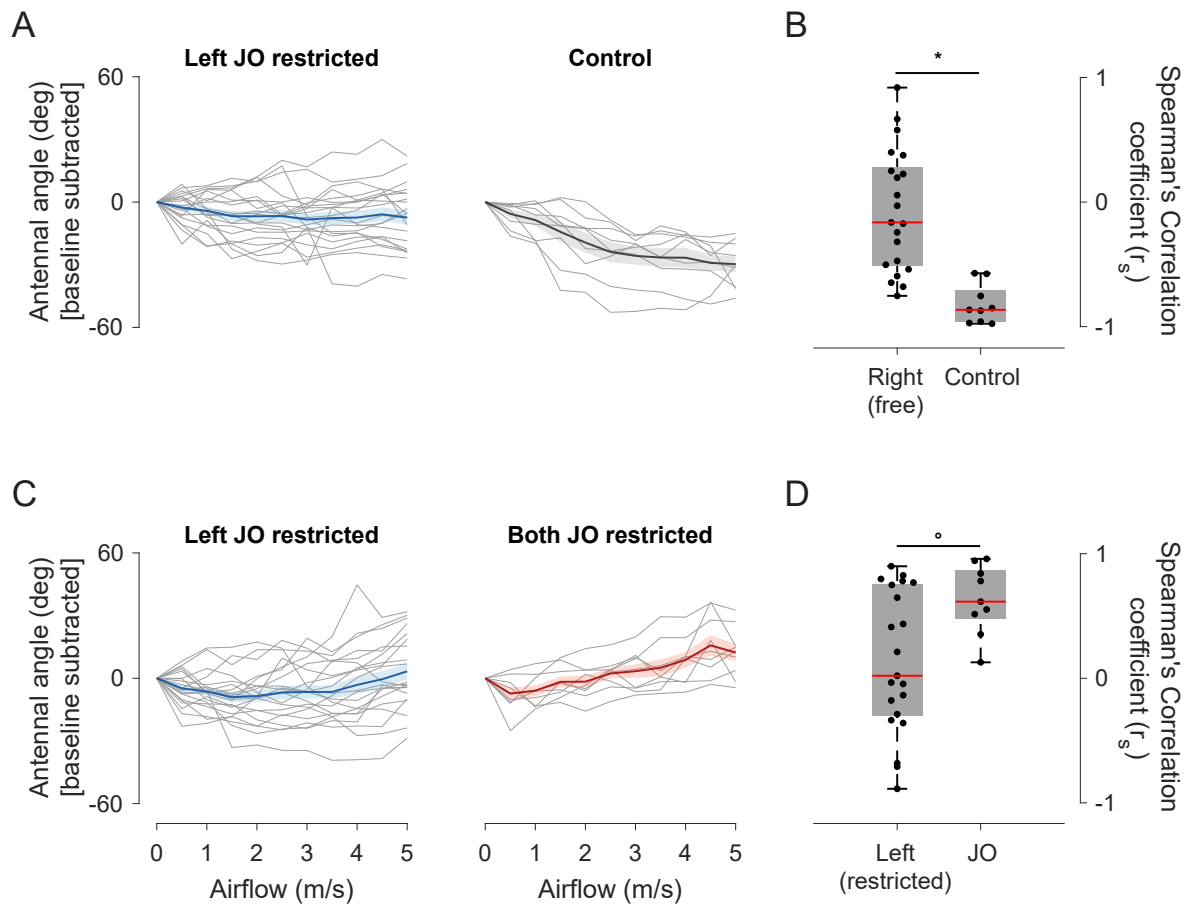 A
Left JO restricted
Control
Antennal angle (deg)
[baseline subtracted]
60
0
-60
B
*
1
0
-1
Spearman's Correlation
coefficient (r_s)
Right
(free)
Control
C
Left JO restricted
Both JO restricted
Antennal angle (deg)
[baseline subtracted]
60
0
-60
0 1 2 3 4 5
Airflow (m/s)
0 1 2 3 4 5
Airflow (m/s)
D
°
1
0
-1
Spearman's Correlation
coefficient (r_s)
Left
(restricted)
JO